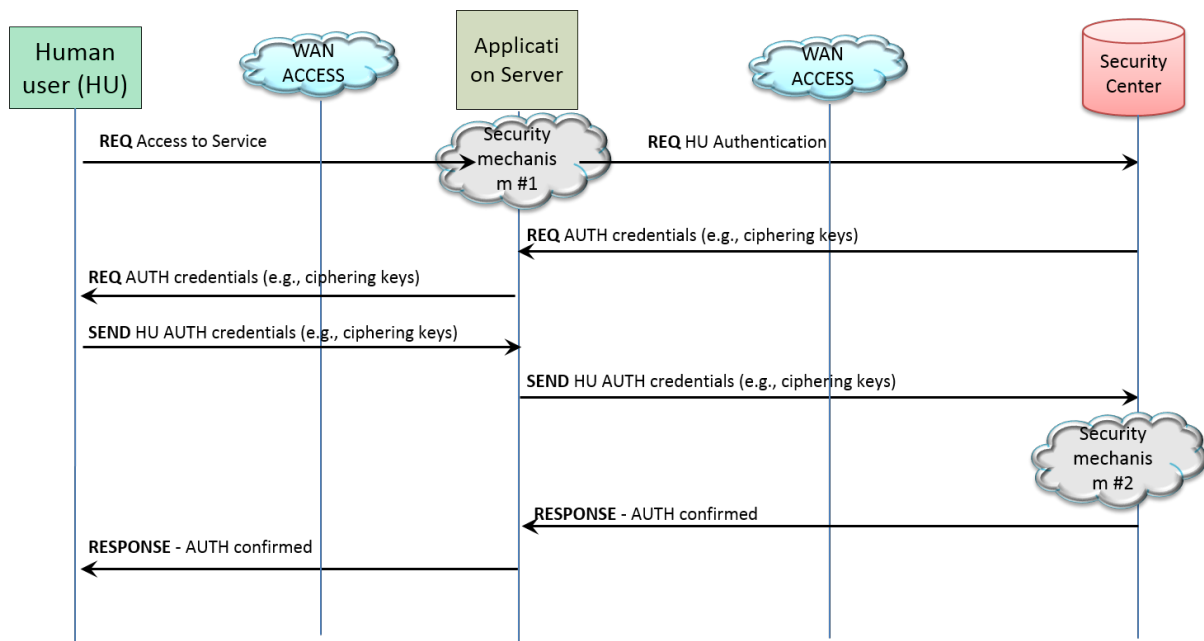 Human
user (HU)
WAN
ACCESS
Applicati
on Server
WAN
ACCESS
Security
Center
REQ Access to Service
Security
mechanis
m #1
REQ HU Authentication
REQ AUTH credentials (e.g., ciphering keys)
REQ AUTH credentials (e.g., ciphering keys)
SEND HU AUTH credentials (e.g., ciphering keys)
SEND HU AUTH credentials (e.g., ciphering keys)
Security
mechanis
m #2
RESPONSE - AUTH confirmed
RESPONSE - AUTH confirmed